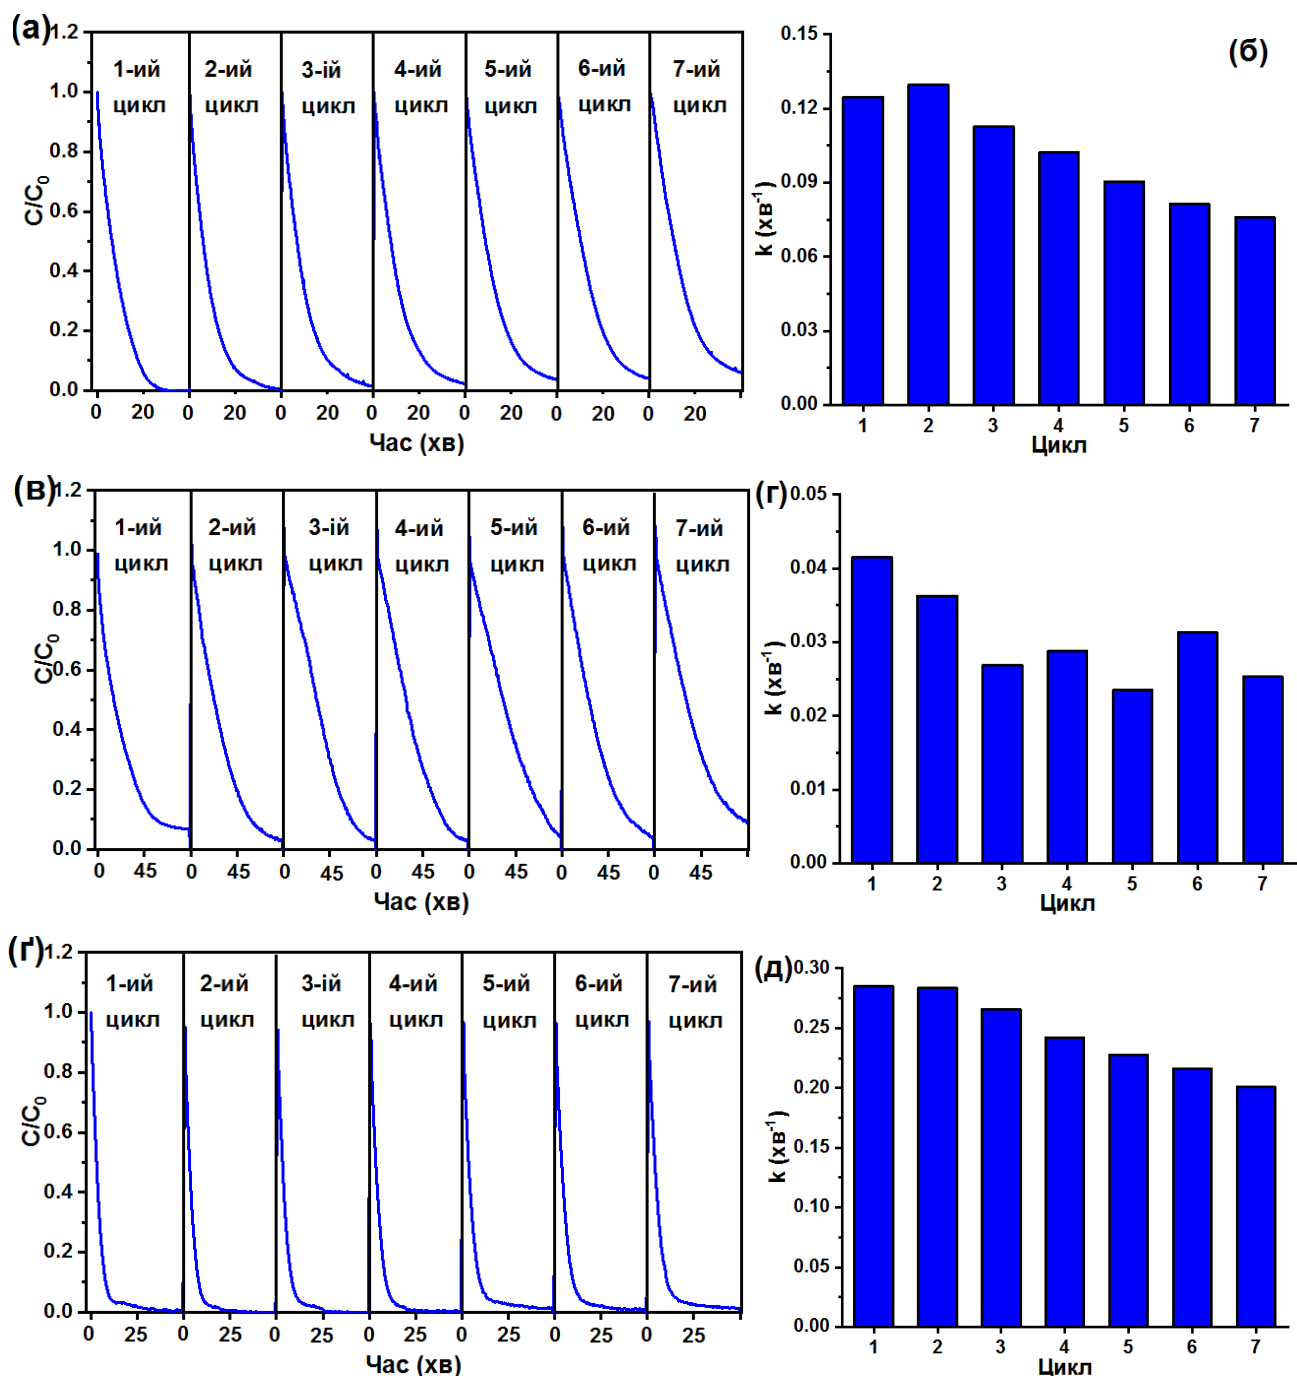 (а)
1.2
1.0
0.8
0.6
0.4
0.2
0.0
C/C0
1-ий цикл
2-ий цикл
3-ій цикл
4-ий цикл
5-ий цикл
6-ий цикл
7-ий цикл
0 20 0 20 0 20 0 20 0 20 0 20 0 20
Час (хв)
(б)
0.15
0.12
0.09
0.06
0.03
0.00
k (хв-1)
1 2 3 4 5 6 7
Цикл
(в)
1.2
1.0
0.8
0.6
0.4
0.2
0.0
C/C0
1-ий цикл
2-ий цикл
3-ій цикл
4-ий цикл
5-ий цикл
6-ий цикл
7-ий цикл
0 45 0 45 0 45 0 45 0 45 0 45 0 45
Час (хв)
(г)
0.05
0.04
0.03
0.02
0.01
0.00
k (хв-1)
1 2 3 4 5 6 7
Цикл
(ґ)
1.2
1.0
0.8
0.6
0.4
0.2
0.0
C/C0
1-ий цикл
2-ий цикл
3-ій цикл
4-ий цикл
5-ий цикл
6-ий цикл
7-ий цикл
0 25 0 25 0 25 0 25 0 25 0 25 0 25
Час (хв)
(д)
0.30
0.25
0.20
0.15
0.10
0.05
0.00
k (хв-1)
1 2 3 4 5 6 7
Цикл